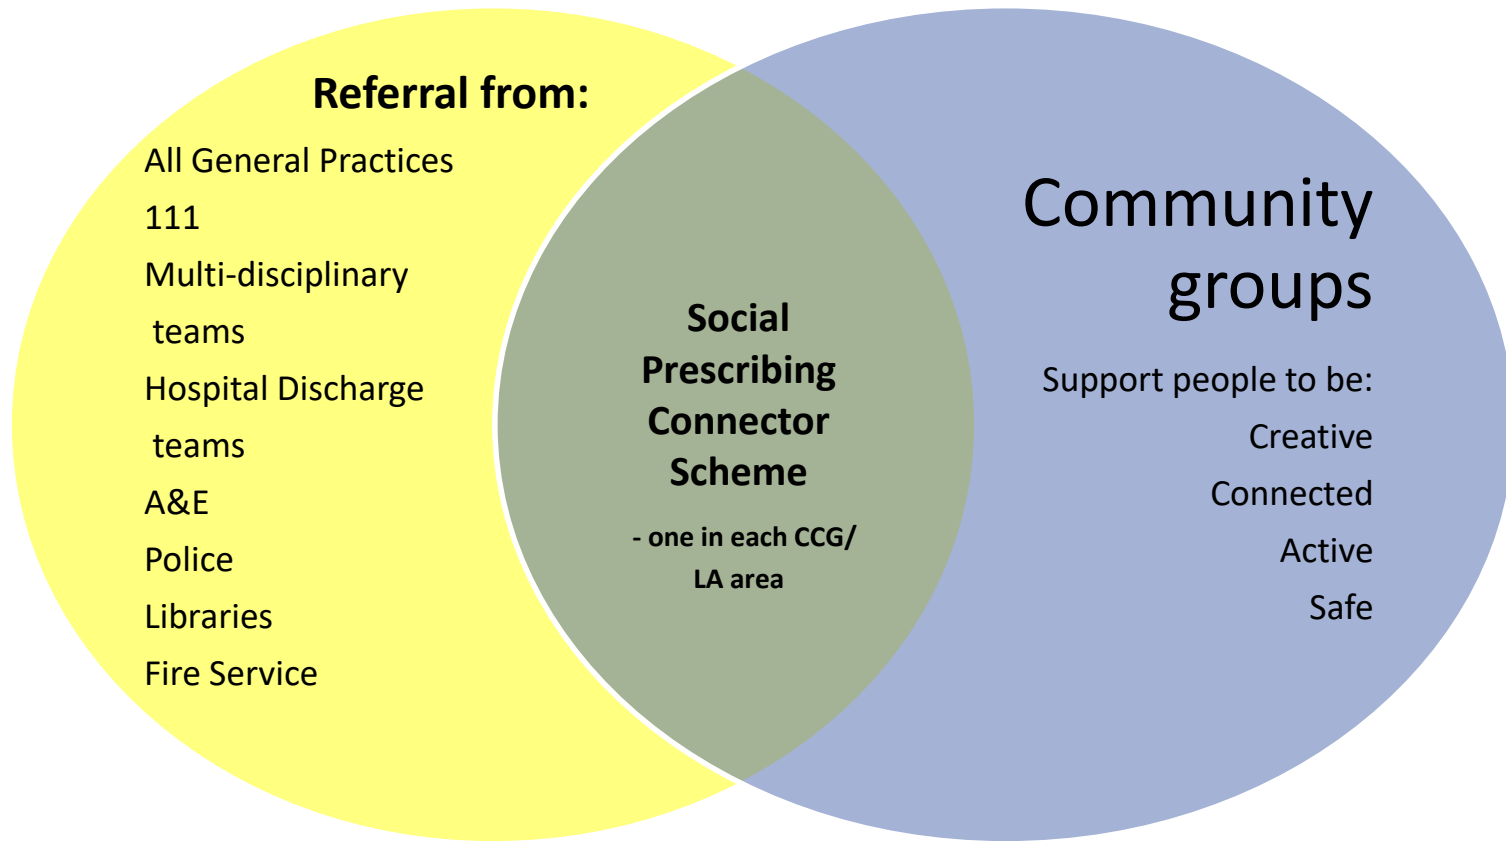 Referral from:
All General Practices
111
Multi-disciplinary
teams
Hospital Discharge
teams
A&E
Police
Libraries
Fire Service
Social
Prescribing
Connector
Scheme
- one in each CCG/
LA area
Community
groups
Support people to be:
Creative
Connected
Active
Safe